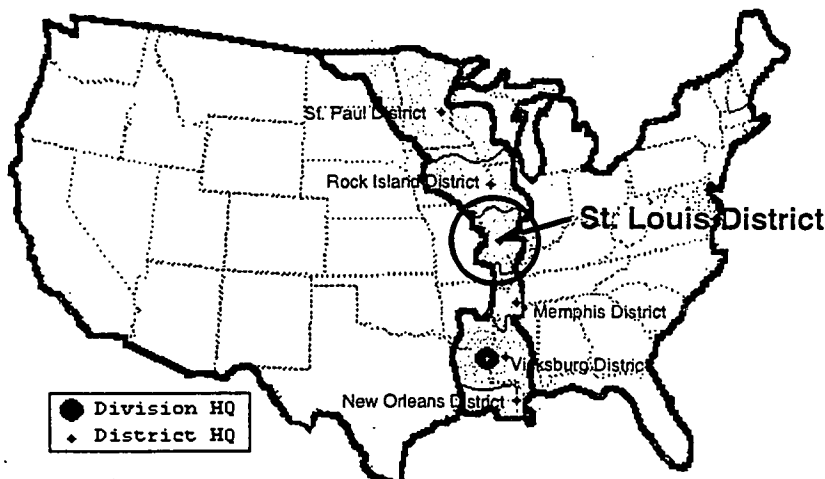 St. Paul District
Rock Island District
St. Louis District
Memphis District
Vicksburg District
New Orleans District
Division HQ
District HQ